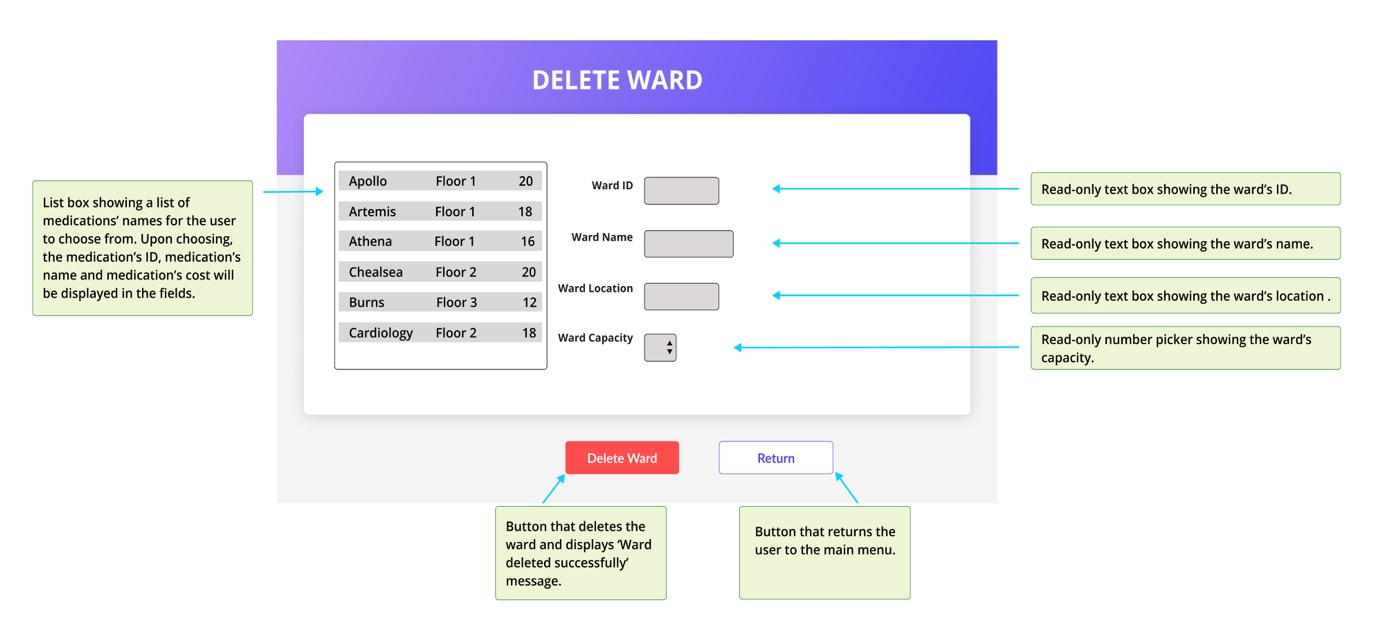 DELETE WARD
List box showing a list of
medications' names for the user
to choose from. Upon choosing,
the medication's ID, medication's
name and medication's cost will
be displayed in the fields.
Apollo Floor 1 20
Artemis Floor 1 18
Athena Floor 1 16
Chealsea Floor 2 20
Burns Floor 3 12
Cardiology Floor 2 18
Ward ID
Ward Name
Ward Location
Ward Capacity
Read-only text box showing the ward's ID.
Read-only text box showing the ward's name.
Read-only text box showing the ward's location .
Read-only number picker showing the ward's
capacity.
Delete Ward
Return
Button that deletes the
ward and displays ‘Ward
deleted successfully’
message.
Button that returns the
user to the main menu.